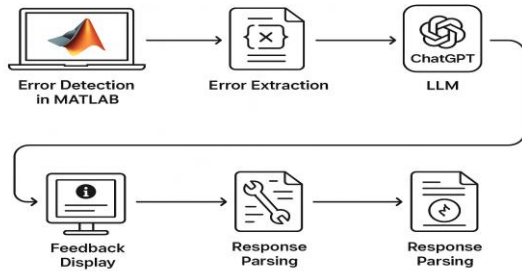 Error Detection
in MATLAB
Error Extraction
ChatGPT
LLM
Feedback
Display
Response
Parsing
Response
Parsing